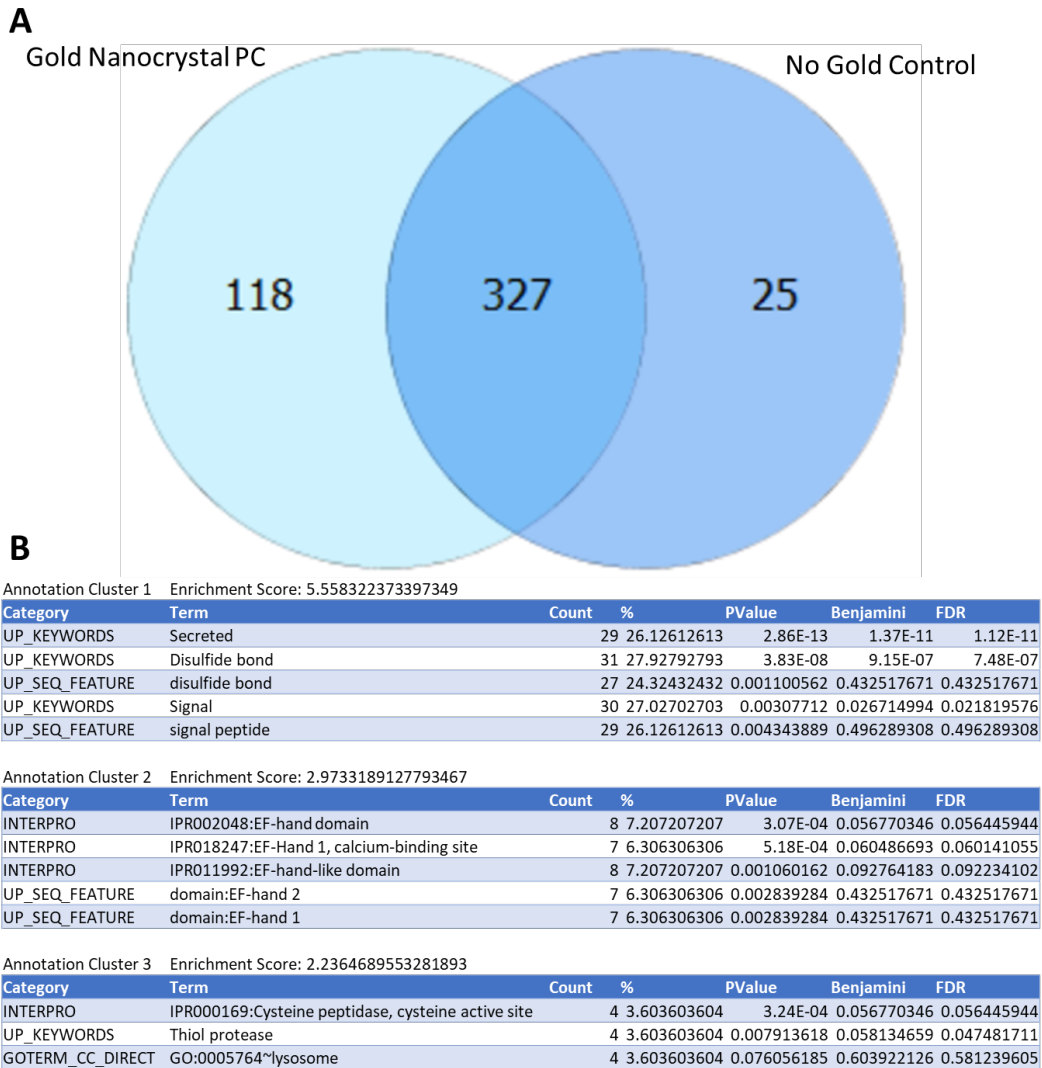 A
Gold Nanocrystal PC
No Gold Control
118 327 25
B
Annotation Cluster 1 Enrichment Score: 5.558322373397349
Category Term Count % PValue Benjamini FDR
UP_KEYWORDS Secreted 29 26.12612613 2.86E-13 1.37E-11 1.12E-11
UP_KEYWORDS Disulfide bond 31 27.92792793 3.83E-08 9.15E-07 7.48E-07
UP_SEQ_FEATURE disulfide bond 27 24.32432432 0.001100562 0.432517671 0.432517671
UP_KEYWORDS Signal 30 27.02702703 0.00307712 0.026714994 0.021819576
UP_SEQ_FEATURE signal peptide 29 26.12612613 0.004343889 0.496289308 0.496289308
Annotation Cluster 2 Enrichment Score: 2.9733189127793467
Category Term Count % PValue Benjamini FDR
INTERPRO IPR002048:EF-hand domain 8 7.207207207 3.07E-04 0.056770346 0.056445944
INTERPRO IPR018247:EF-Hand 1, calcium-binding site 7 6.306306306 5.18E-04 0.060486693 0.060141055
INTERPRO IPR011992:EF-hand-like domain 8 7.207207207 0.001060162 0.092764183 0.092234102
UP_SEQ_FEATURE domain:EF-hand 2 7 6.306306306 0.002839284 0.432517671 0.432517671
UP_SEQ_FEATURE domain:EF-hand 1 7 6.306306306 0.002839284 0.432517671 0.432517671
Annotation Cluster 3 Enrichment Score: 2.2364689553281893
Category Term Count % PValue Benjamini FDR
INTERPRO IPR000169:Cysteine peptidase, cysteine active site 4 3.603603604 3.24E-04 0.056770346 0.056445944
UP_KEYWORDS Thiol protease 4 3.603603604 0.007913618 0.058134659 0.047481711
GOTERM_CC_DIRECT GO:0005764~lysosome 4 3.603603604 0.076056185 0.603922126 0.581239605